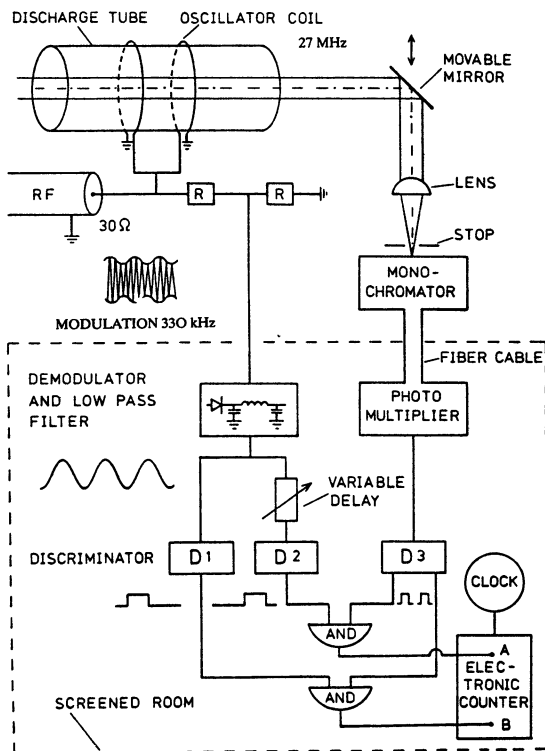 DISCHARGE TUBE
OSCILLATOR COIL
27 MHz
MOVABLE
MIRROR
RF
R
R
30Ω
LENS
STOP
MONO-
CHROMATOR
MODULATION 330 kHz
FIBER CABLE
DEMODULATOR
AND LOW PASS
FILTER
PHOTO
MULTIPLIER
VARIABLE
DELAY
DISCRIMINATOR
D1
D2
D3
CLOCK
AND
A
ELEC-
TRONIC
COUNTER
AND
B
SCREENED ROOM